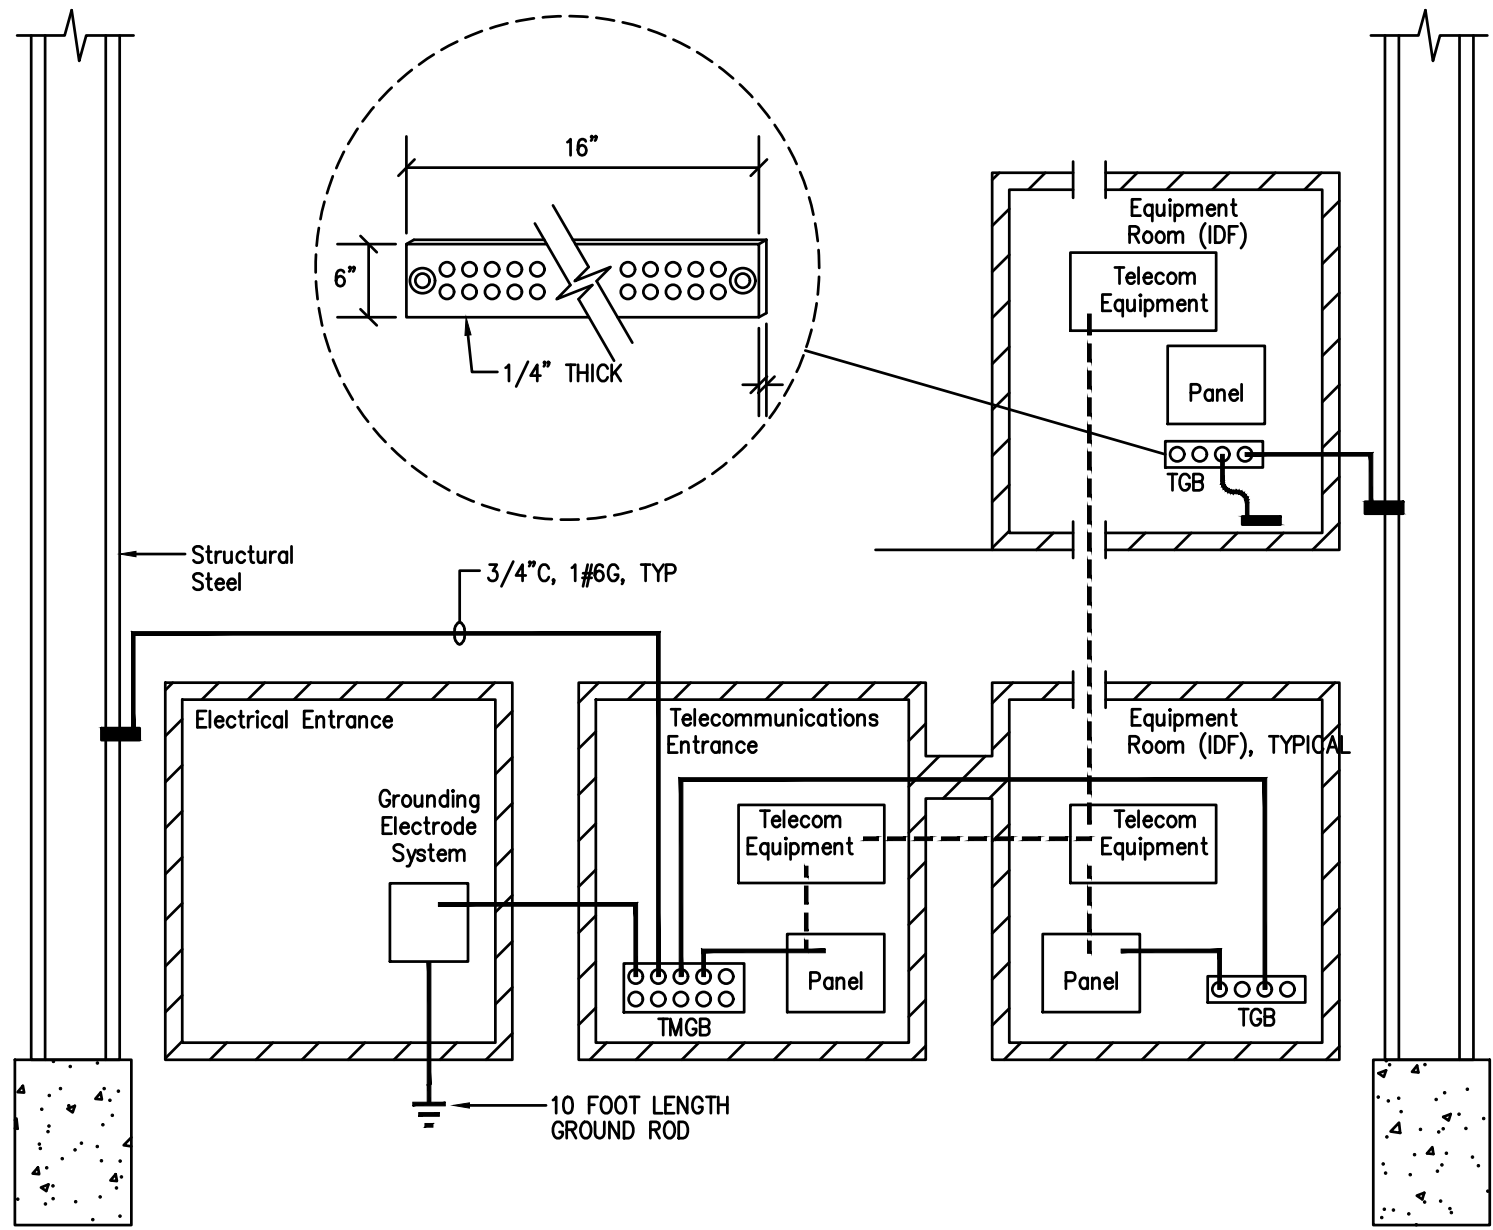 16"
6"
1/4" THICK
Equipment
Room (IDF)
Telecom
Equipment
Panel
TGB
Structural
Steel
3/4"C, 1#6G, TYP
Electrical Entrance
Grounding
Electrode
System
10 FOOT LENGTH
GROUND ROD
Telecommunications
Entrance
Telecom
Equipment
Panel
TMGB
Equipment
Room (IDF), TYPICAL
Telecom
Equipment
Panel
TGB